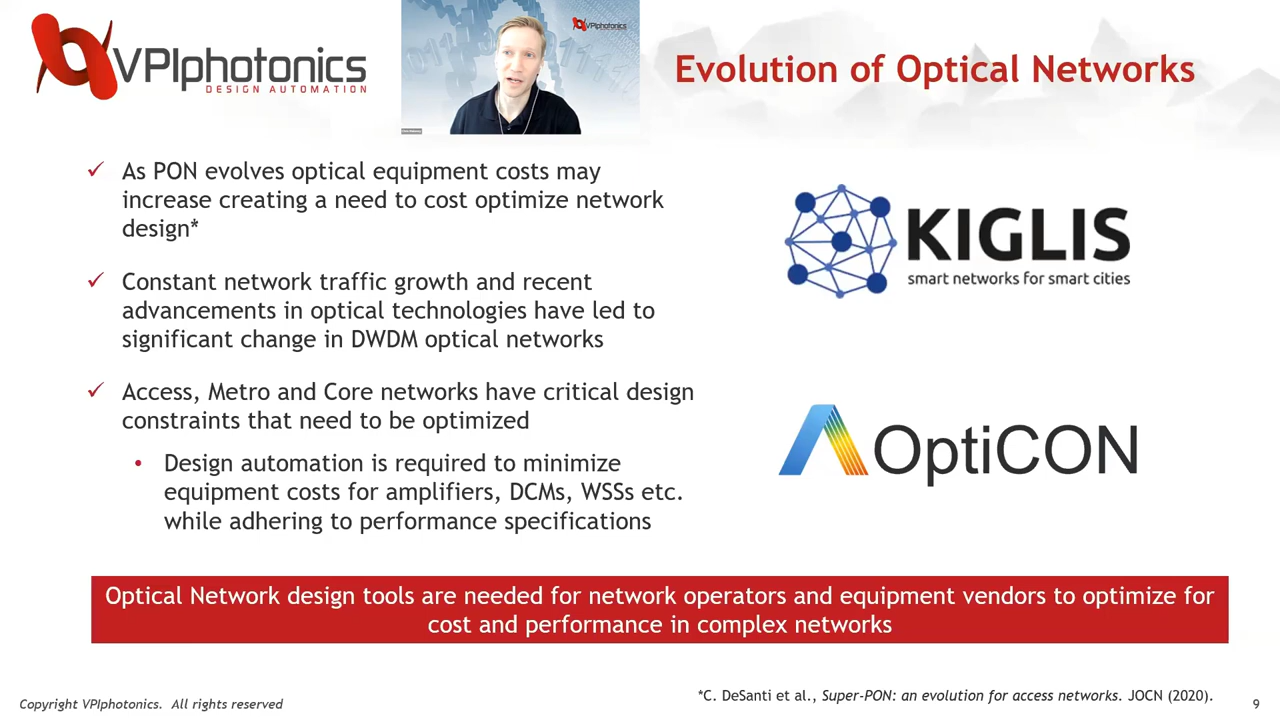 VPIphotonics
DESIGN AUTOMATION
VPIphotonics
Evolution of Optical Networks
✓ As PON evolves optical equipment costs may
increase creating a need to cost optimize network
design*
✓ Constant network traffic growth and recent
advancements in optical technologies have led to
significant change in DWDM optical networks
✓ Access, Metro and Core networks have critical design
constraints that need to be optimized
• Design automation is required to minimize
equipment costs for amplifiers, DCMs, WSSs etc.
while adhering to performance specifications
KIGLIS
smart networks for smart cities
OptiCON
Optical Network design tools are needed for network operators and equipment vendors to optimize for
cost and performance in complex networks
*C. DeSanti et al., Super-PON: an evolution for access networks. JOCN (2020).
Copyright VPIphotonics. All rights reserved
9